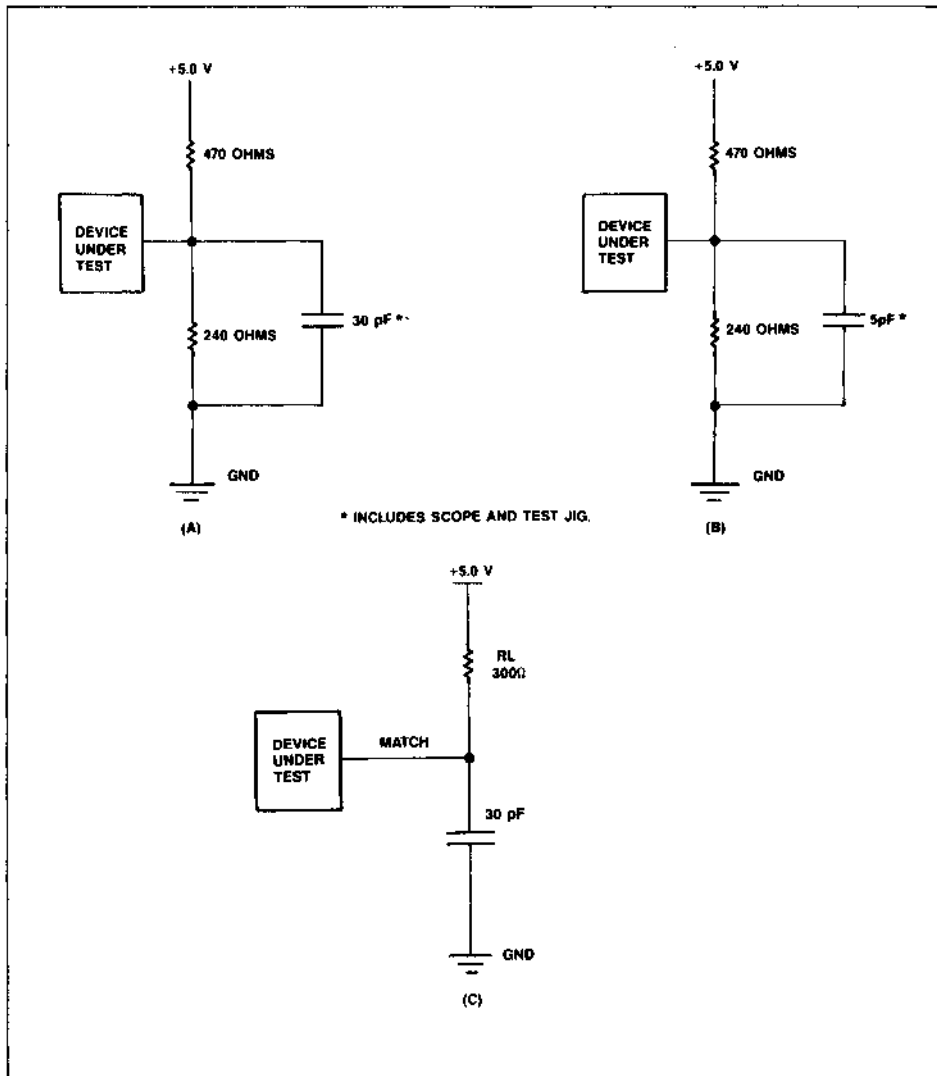 +5.0 V
470 OHMS
DEVICE
UNDER
TEST
30 pF *
240 OHMS
GND
(A)
+5.0 V
470 OHMS
DEVICE
UNDER
TEST
5pF *
240 OHMS
GND
(B)
* INCLUDES SCOPE AND TEST JIG.
+5.0 V
RL
300Ω
DEVICE
UNDER
TEST
MATCH
30 pF
GND
(C)